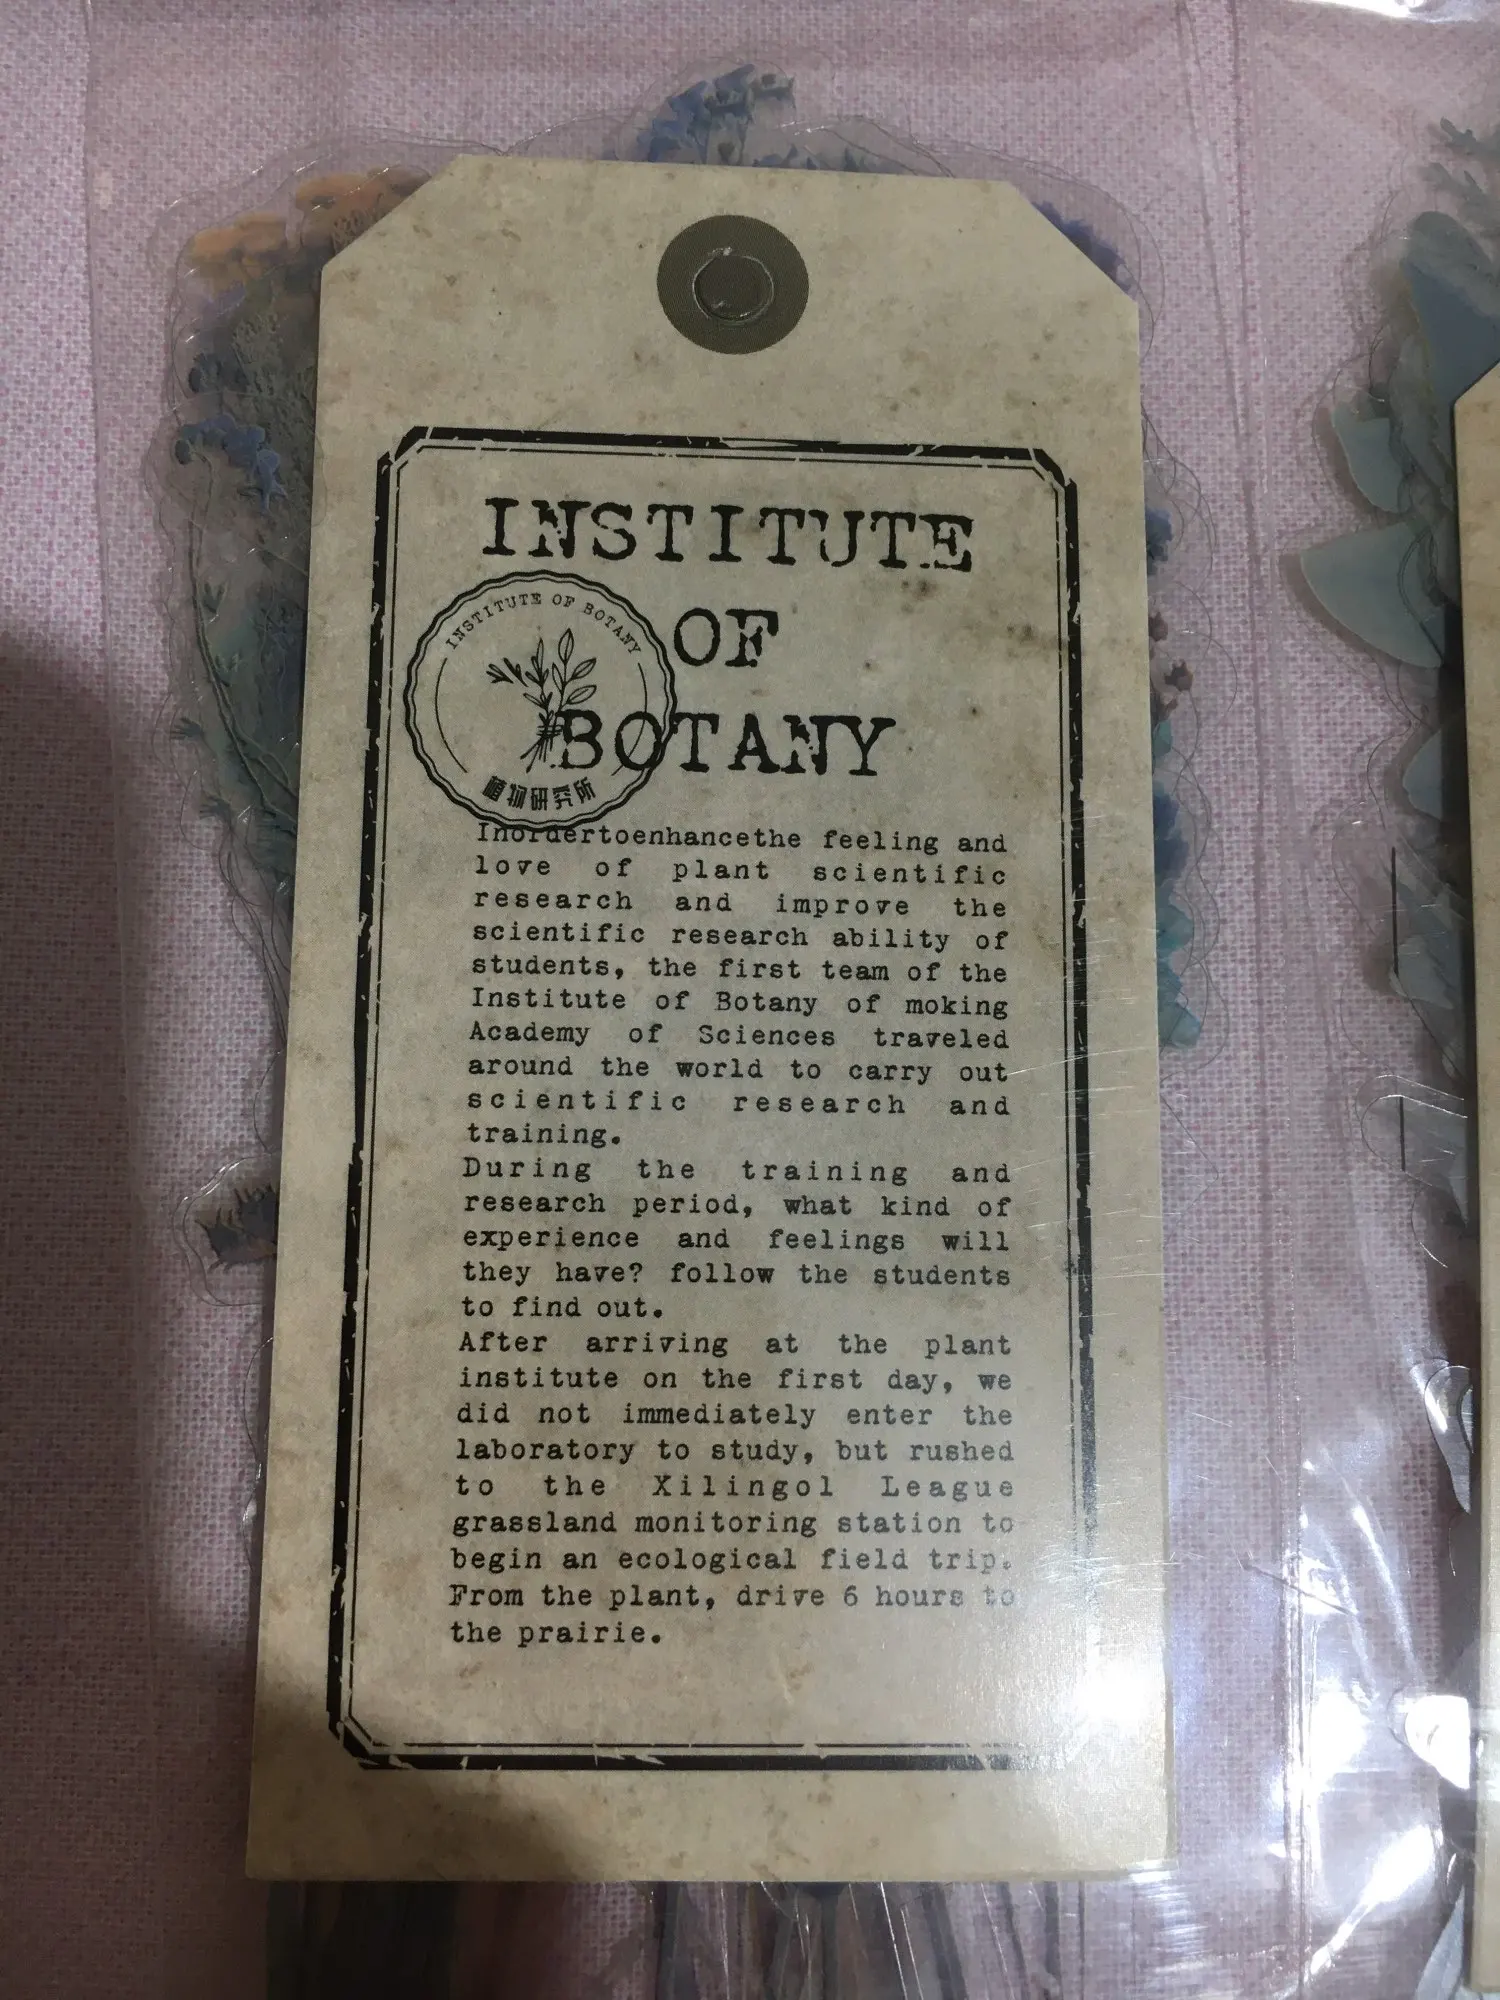 INSTITUTE
OF
BOTANY
INSTITUTE OF BOTANY
植物研究所
Inordertoenhancethe feeling and
love of plant scientific
research and improve the
scientific research ability of
students, the first team of the
Institute of Botany of moking
Academy of Sciences traveled
around the world to carry out
scientific research and
training.
During the training and
research period, what kind of
experience and feelings will
they have? follow the students
to find out.
After arriving at the plant
institute on the first day, we
did not immediately enter the
laboratory to study, but rushed
to the Xilingol League
grassland monitoring station to
begin an ecological field trip.
From the plant, drive 6 hours to
the prairie.